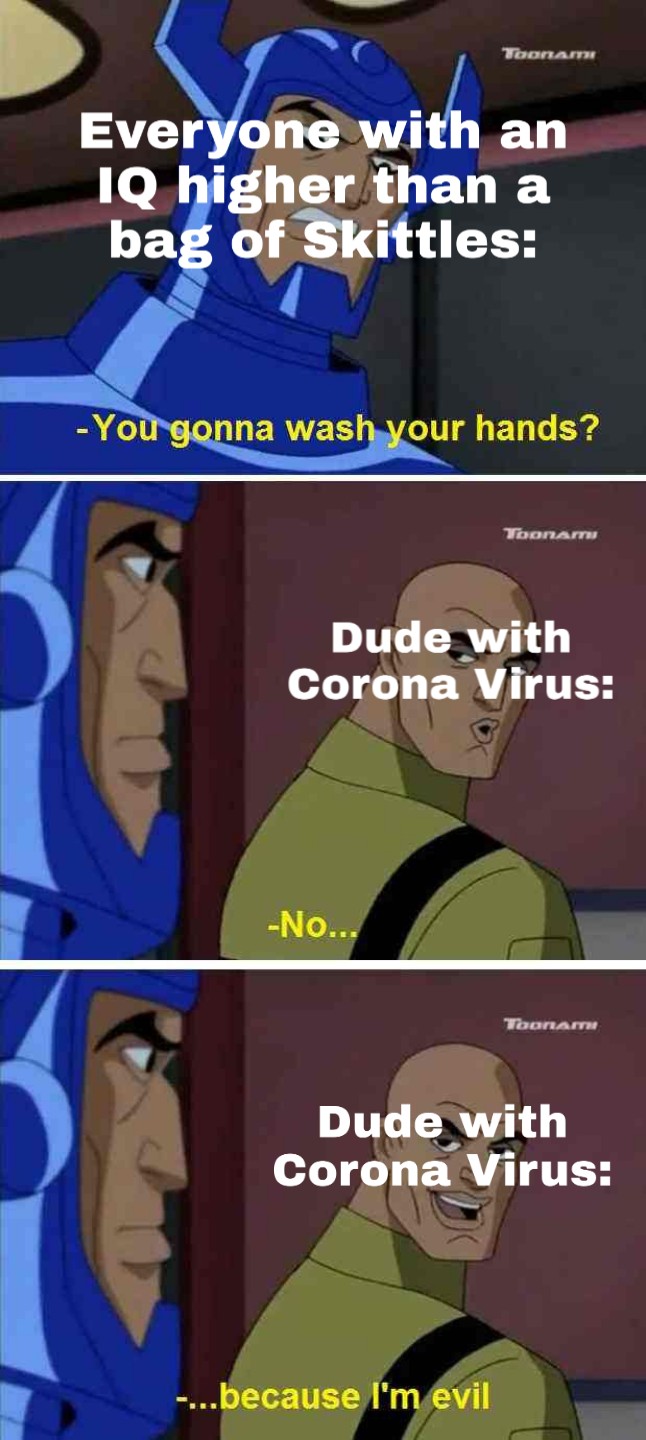 Toonami
Everyone with an
IQ higher than a
bag of Skittles:
-You gonna wash your hands?
Toonami
Dude with
Corona Virus:
-No...
Toonami
Dude with
Corona Virus:
-...because I'm evil